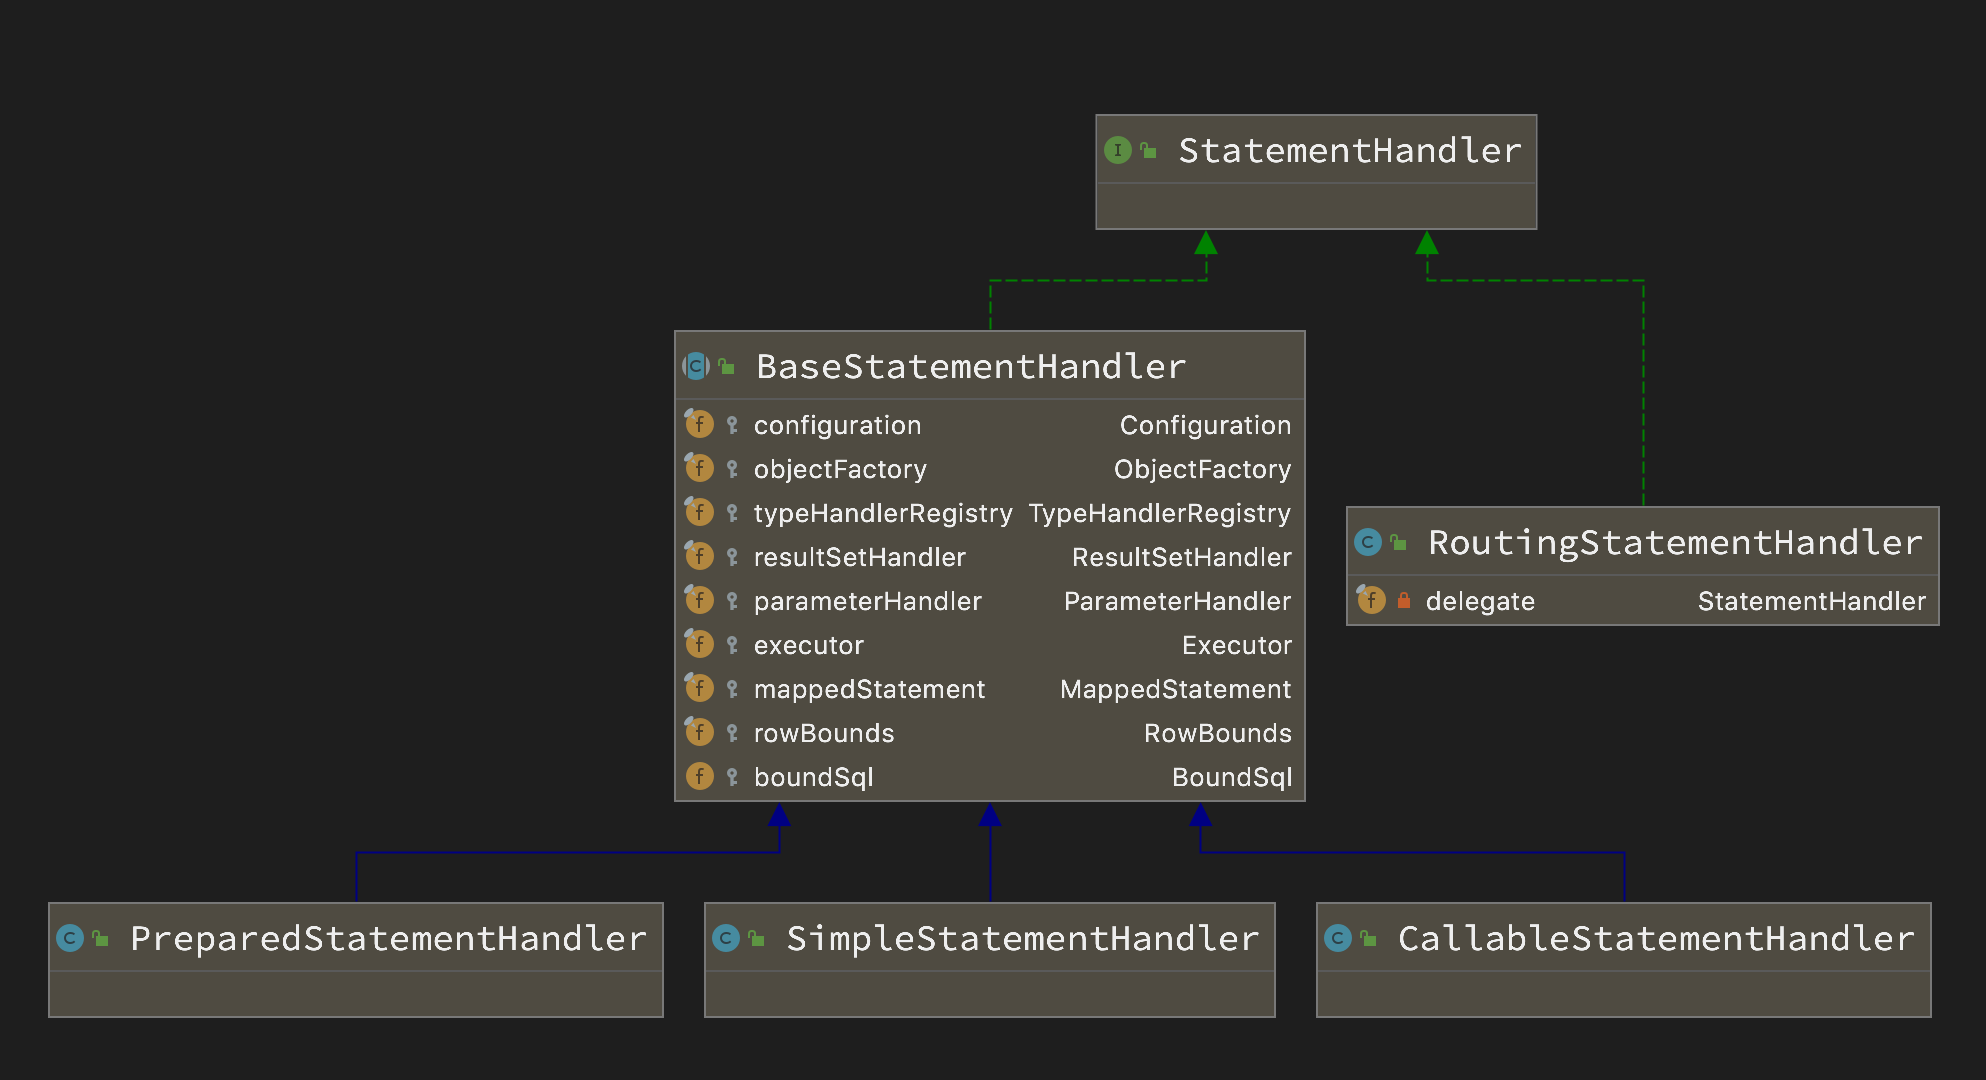 I StatementHandler
C BaseStatementHandler
f configuration Configuration
f objectFactory ObjectFactory
f typeHandlerRegistry TypeHandlerRegistry
f resultSetHandler ResultSetHandler
f parameterHandler ParameterHandler
f executor Executor
f mappedStatement MappedStatement
f rowBounds RowBounds
f boundSql BoundSql
C RoutingStatementHandler
f delegate StatementHandler
C PreparedStatementHandler
C SimpleStatementHandler
C CallableStatementHandler